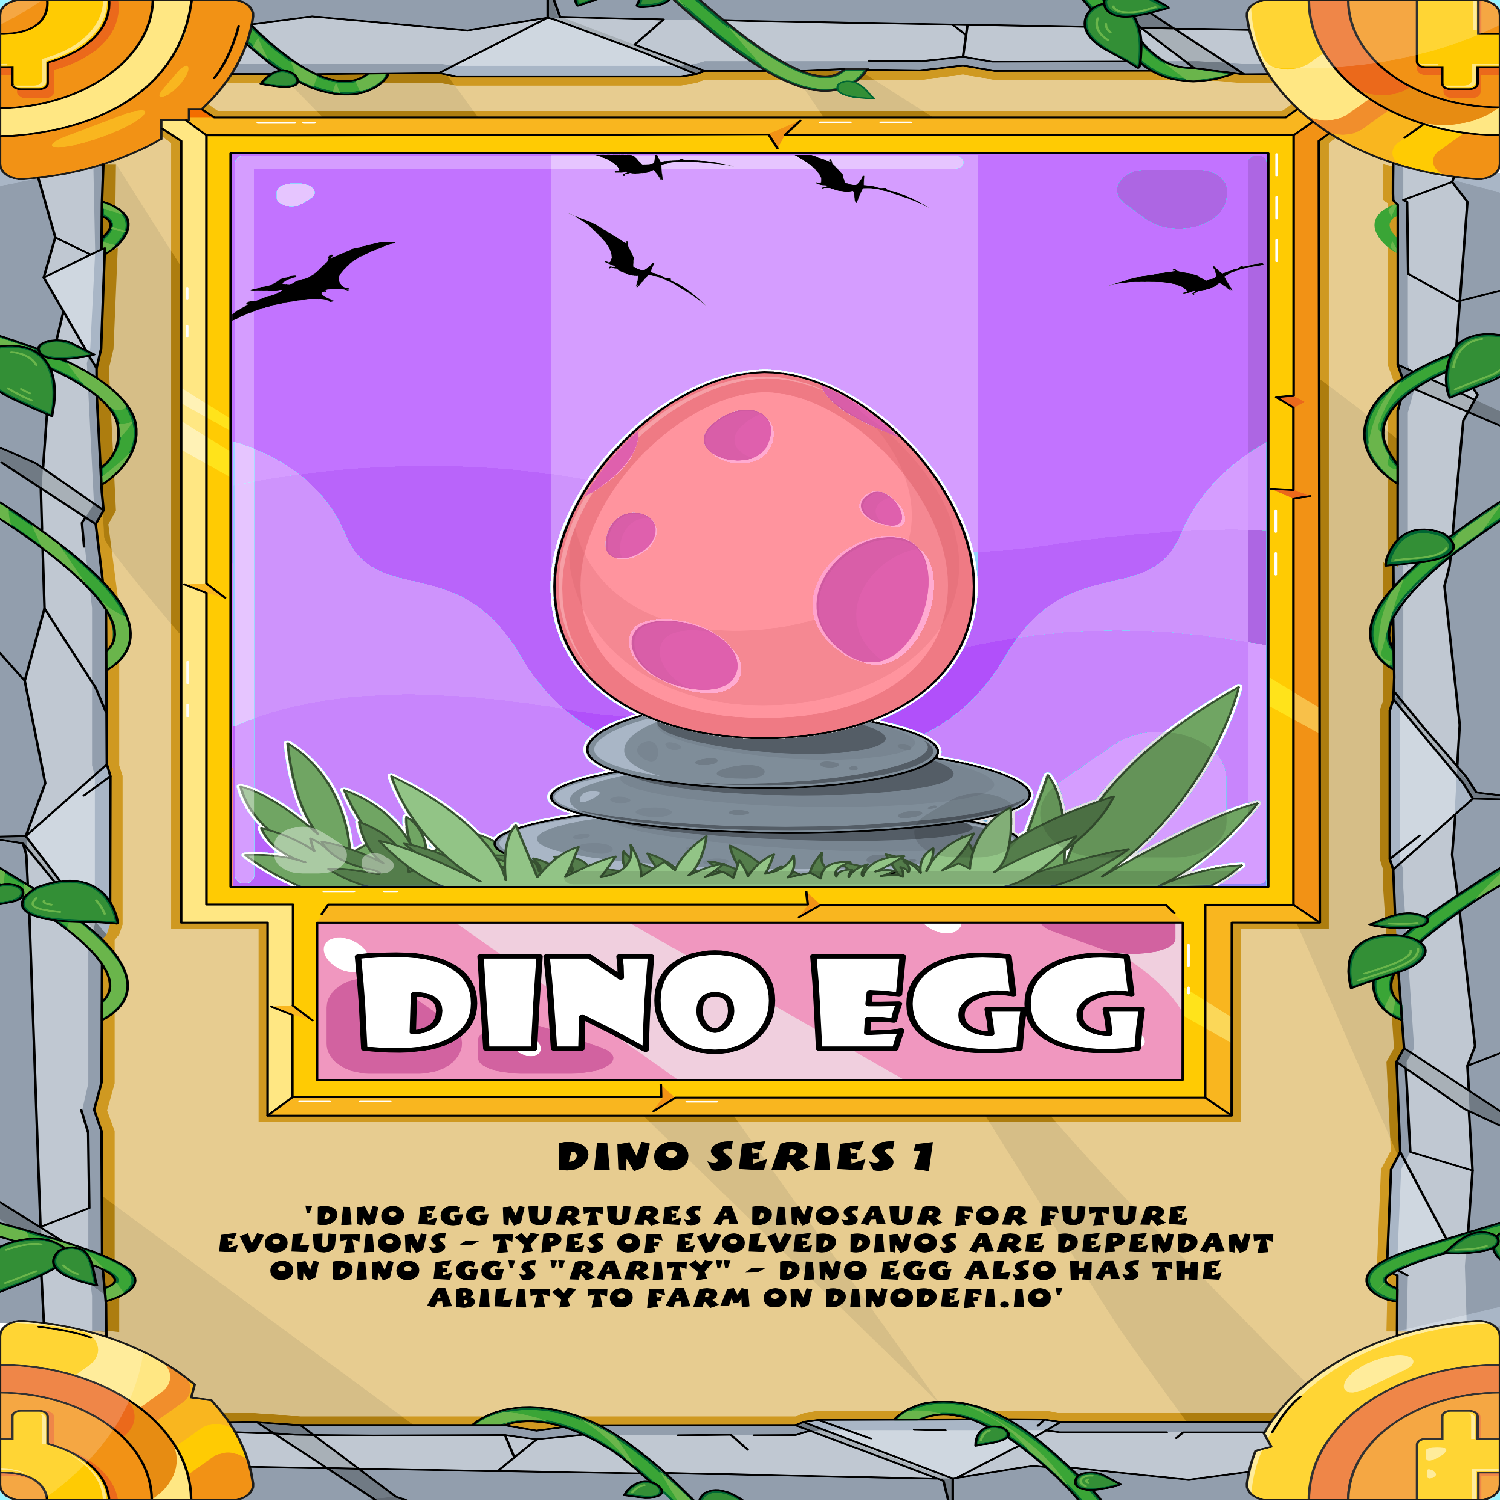 DINO EGG
DINO SERIES 1
'DINO EGG NURTURES A DINOSAUR FOR FUTURE
EVOLUTIONS - TYPES OF EVOLVED DINOS ARE DEPENDANT
ON DINO EGG'S "RARITY" - DINO EGG ALSO HAS THE
ABILITY TO FARM ON DINODEFI.IO'